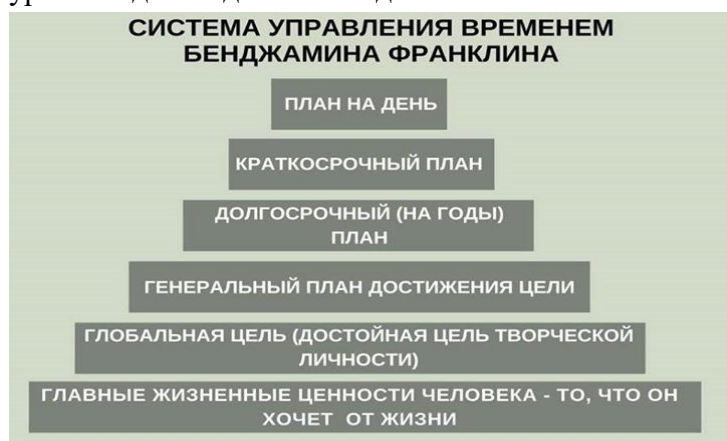 СИСТЕМА УПРАВЛЕНИЯ ВРЕМЕНЕМ
БЕНДЖАМИНА ФРАНКЛИНА
ПЛАН НА ДЕНЬ
КРАТКОСРОЧНЫЙ ПЛАН
ДОЛГОСРОЧНЫЙ (НА ГОДЫ)
ПЛАН
ГЕНЕРАЛЬНЫЙ ПЛАН ДОСТИЖЕНИЯ ЦЕЛИ
ГЛОБАЛЬНАЯ ЦЕЛЬ (ДОСТОЙНАЯ ЦЕЛЬ ТВОРЧЕСКОЙ
ЛИЧНОСТИ)
ГЛАВНЫЕ ЖИЗНЕННЫЕ ЦЕННОСТИ ЧЕЛОВЕКА - ТО, ЧТО ОН
ХОЧЕТ ОТ ЖИЗНИ